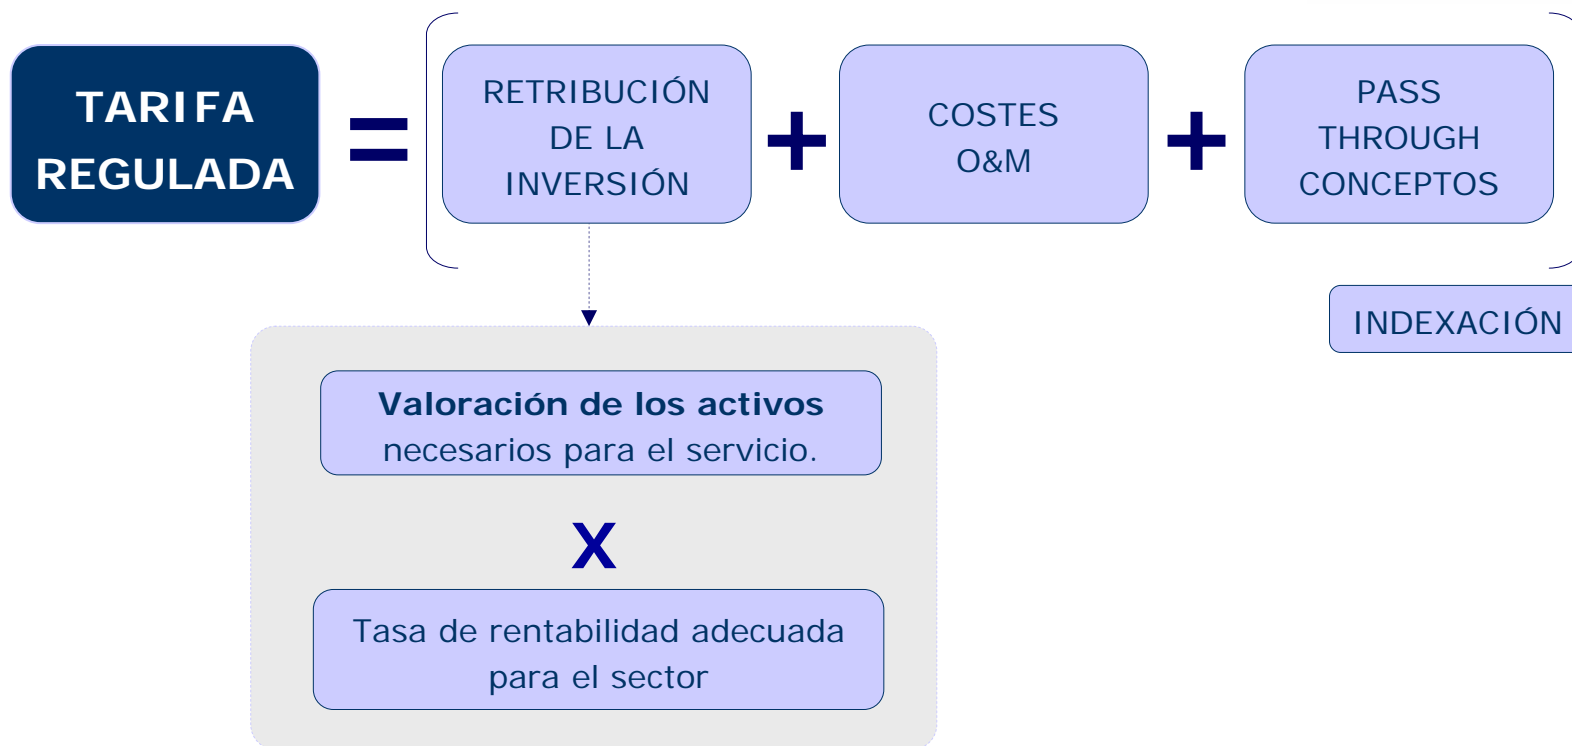 TARIFA
REGULADA
=
RETRIBUCIÓN
DE LA
INVERSIÓN
+
COSTES
O&M
+
PASS
THROUGH
CONCEPTOS
INDEXACIÓN
Valoración de los activos
necesarios para el servicio.
X
Tasa de rentabilidad adecuada
para el sector